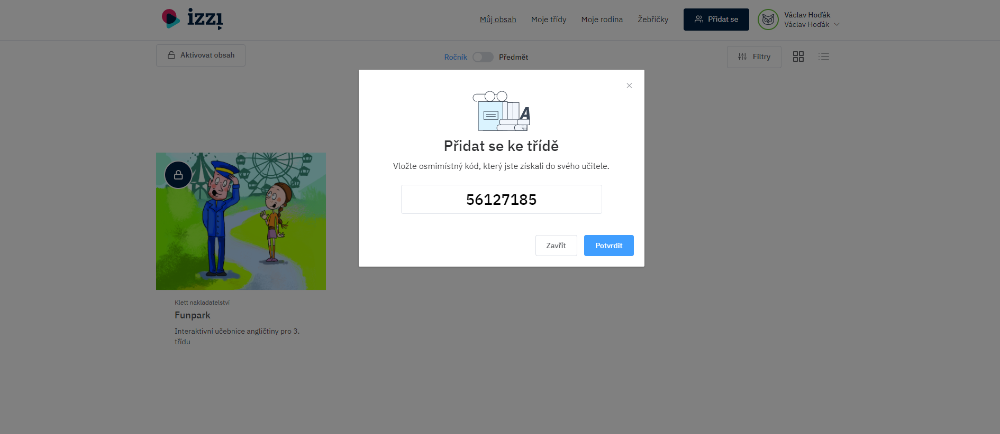 izzi
Můj obsah
Moje třídy
Moje rodina
Žebříčky
Přidat se
Václav Hoďák
Václav Hoďák
Aktivovat obsah
Ročník
Předmět
Filtry
A
Přidat se ke třídě
Vložte osmimístný kód, který jste získali do svého učitele.
56127185
Zavřít
Potvrdit
Klett nakladatelství
Funpark
Interaktivní učebnice angličtiny pro 3.
třídu